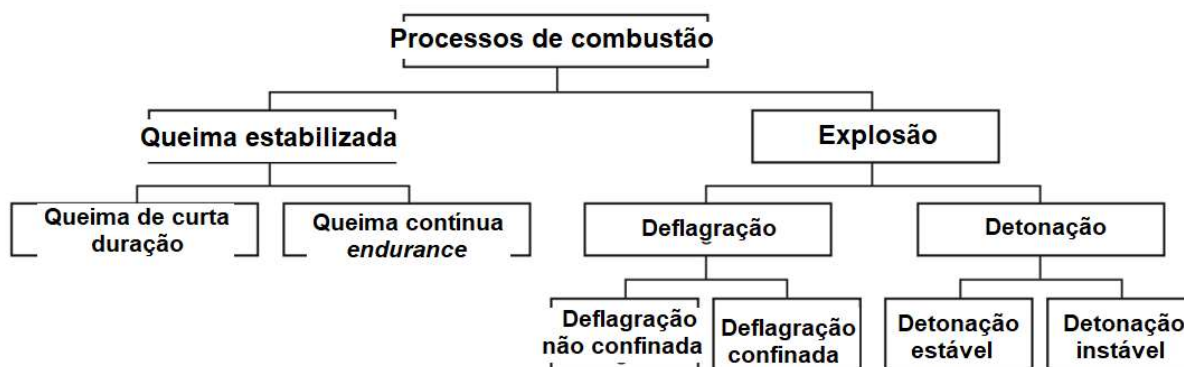 Processos de combustão
Queima estabilizada
Explosão
Queima de curta
duração
Queima contínua
endurance
Deflagração
Detonação
Deflagração
não confinada
Deflagração
confinada
Detonação
estável
Detonação
instável